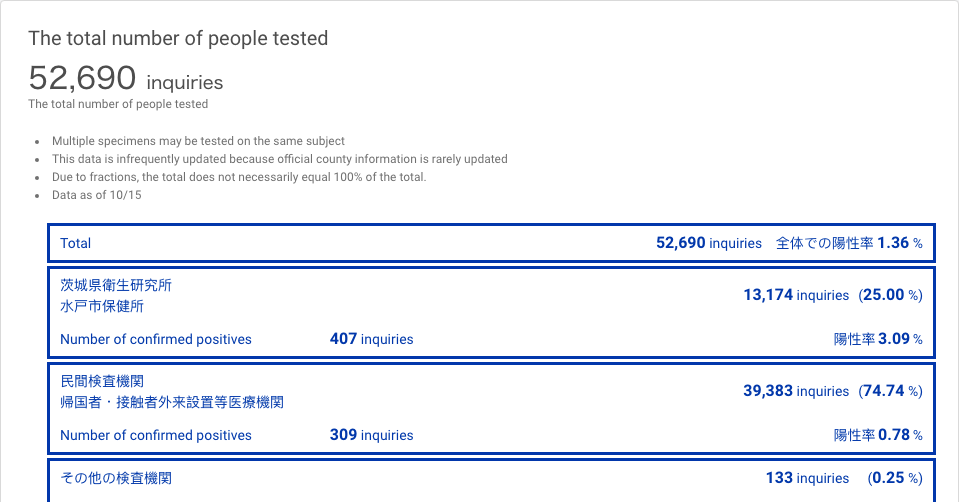 The total number of people tested
52,690 inquiries
The total number of people tested
Multiple specimens may be tested on the same subject
This data is infrequently updated because official county information is rarely updated
Due to fractions, the total does not necessarily equal 100% of the total.
Data as of 10/15
Total 52,690 inquiries 全体での陽性率 1.36 %
茨城県衛生研究所
水戸市保健所
13,174 inquiries (25.00 %)
Number of confirmed positives 407 inquiries 陽性率 3.09 %
民間検査機関
帰国者・接触者外来設置等医療機関
39,383 inquiries (74.74 %)
Number of confirmed positives 309 inquiries 陽性率 0.78 %
その他の検査機関 133 inquiries (0.25 %)